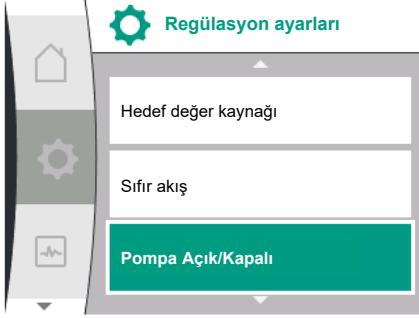 Regülasyon ayarları
Hedef değer kaynağı
Sıfır akış
Pompa Açık/Kapalı